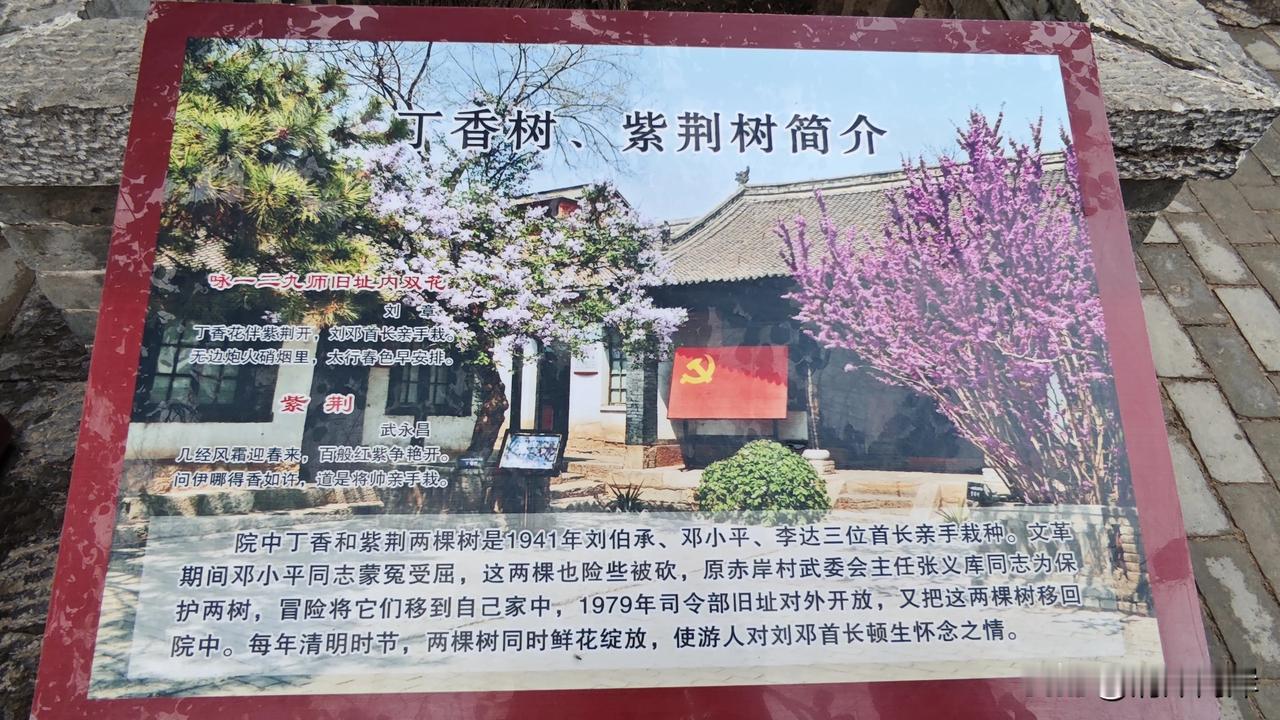 丁香树、紫荆树简介
咏一二九师旧址内双花
刘 章
丁香花伴紫荆开，刘邓首长亲手栽。
无边炮火硝烟里，太行春色早安排。
紫 荆
武永昌
几经风霜迎春来，百般红紫争艳开。
问伊哪得香如许，道是将帅亲手栽。
院中丁香和紫荆两棵树是1941年刘伯承、邓小平、李达三位首长亲手栽种。文革
期间邓小平同志蒙冤受屈，这两棵也险些被砍，原赤岸村武委会主任张义库同志为保
护两树，冒险将它们移到自己家中，1979年司令部旧址对外开放，又把这两棵树移回
院中。每年清明时节，两棵树同时鲜花绽放，使游人对刘邓首长顿生怀念之情。